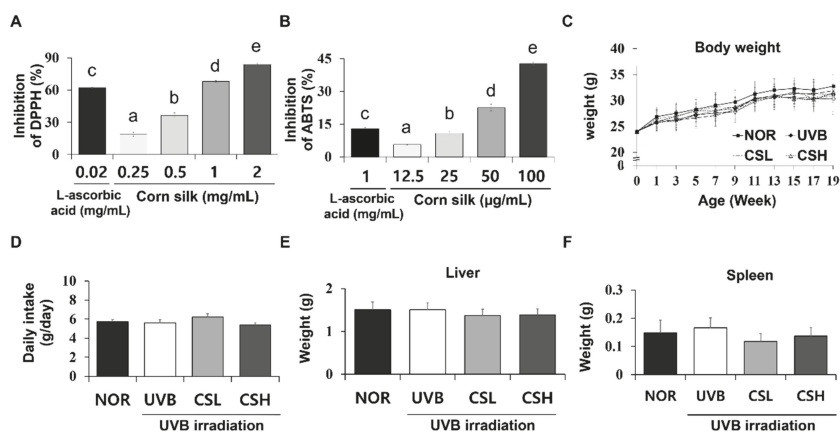 A
Inhibition of DPPH (%)
90
60
30
0
c
a
b
d
e
0.02 0.25 0.5 1 2
L-ascorbic acid (mg/mL)
Corn silk (mg/mL)
B
Inhibition of ABTS (%)
45
30
15
0
c
a
b
d
e
1 12.5 25 50 100
L-ascorbic acid (mg/mL)
Corn silk (µg/mL)
C
Body weight
weight (g)
40
35
30
25
20
0
NOR UVB
CSL CSH
0 1 3 5 7 9 11 13 15 17 19
Age (Week)
D
Daily intake (g/day)
10
8
6
4
2
0
NOR UVB CSL CSH
UVB irradiation
E
Liver
Weight (g)
2
1
0
NOR UVB CSL CSH
UVB irradiation
F
Spleen
Weight (g)
0.3
0.2
0.1
0
NOR UVB CSL CSH
UVB irradiation